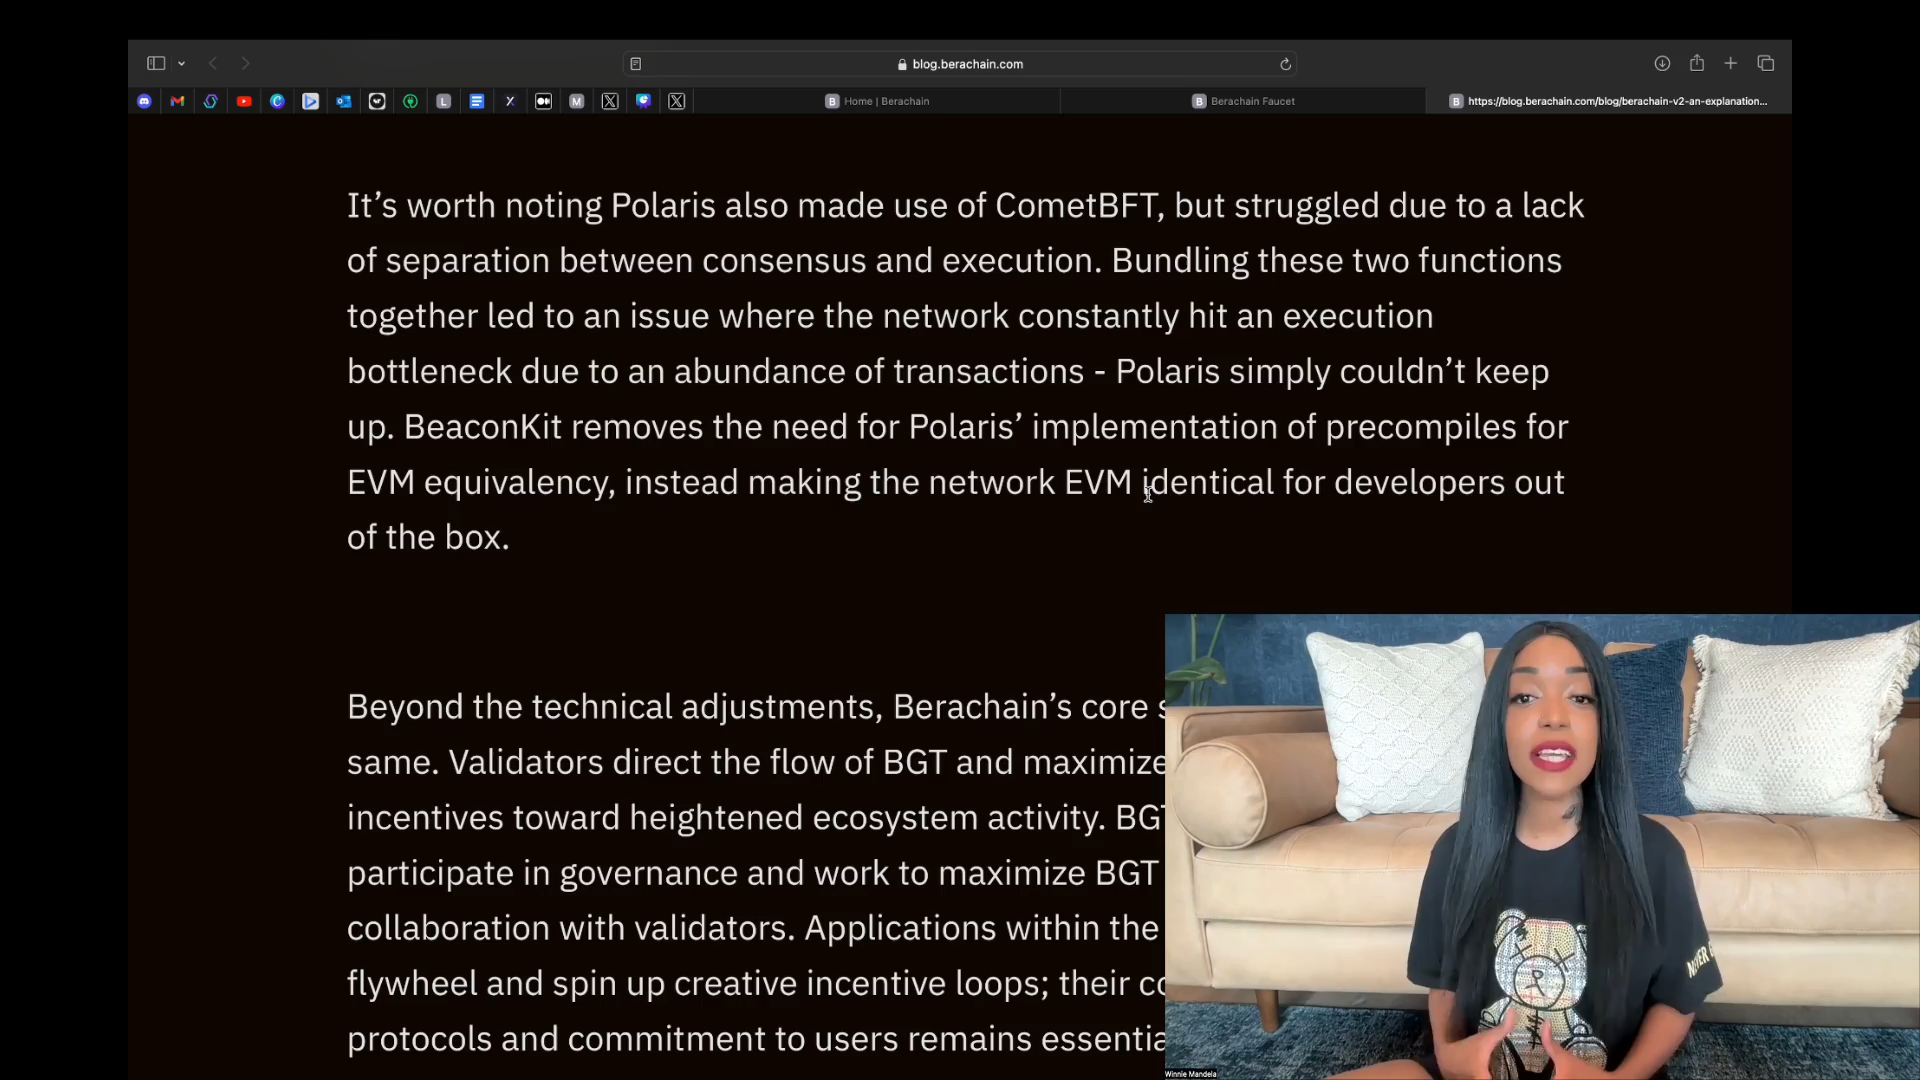 blog.berachain.com
Home | Berachain
Berachain Faucet
https://blog.berachain.com/blog/berachain-v2-an-explanation...
It’s worth noting Polaris also made use of CometBFT, but struggled due to a lack
of separation between consensus and execution. Bundling these two functions
together led to an issue where the network constantly hit an execution
bottleneck due to an abundance of transactions - Polaris simply couldn’t keep
up. BeaconKit removes the need for Polaris’ implementation of precompiles for
EVM equivalency, instead making the network EVM identical for developers out
of the box.
Beyond the technical adjustments, Berachain’s core s
same. Validators direct the flow of BGT and maximize
incentives toward heightened ecosystem activity. BGT
participate in governance and work to maximize BGT
collaboration with validators. Applications within the
flywheel and spin up creative incentive loops; their co
protocols and commitment to users remains essentia
R
Winnie Mandela